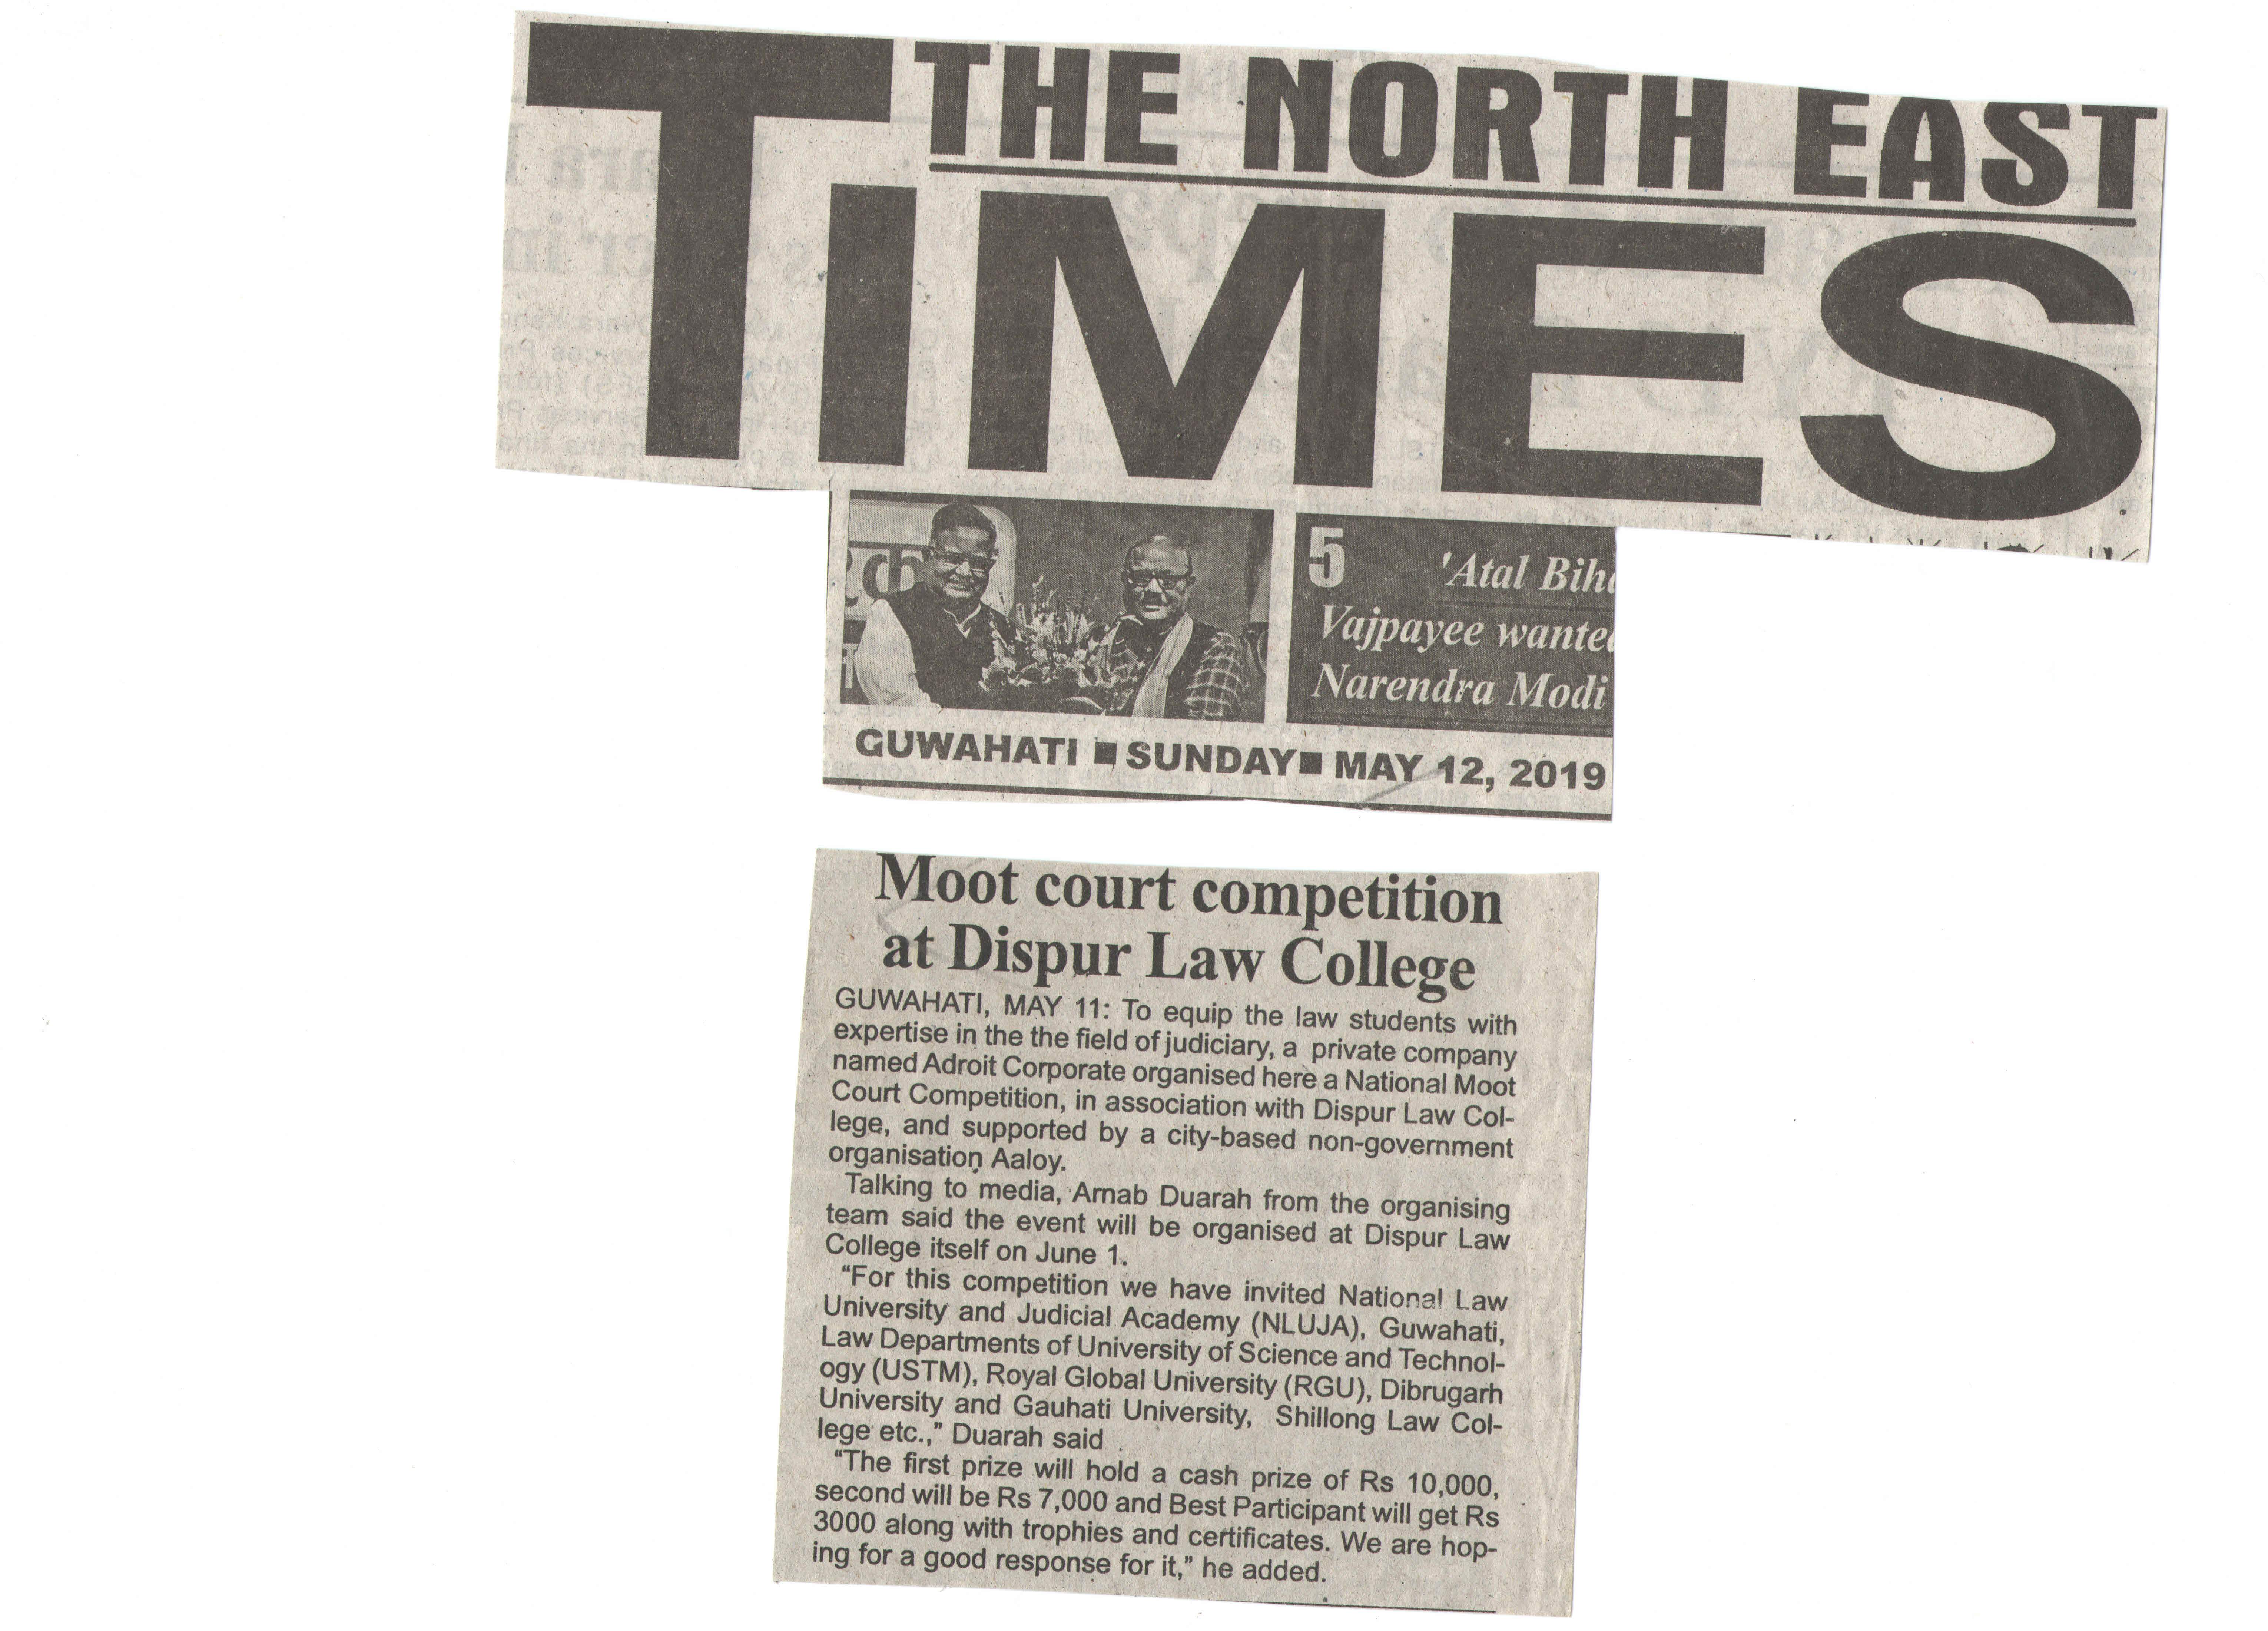 THE NORTH EAST
TIMES
5 'Atal Biha
Vajpayee wanted
Narendra Modi
GUWAHATI ■ SUNDAY ■ MAY 12, 2019
Moot court competition
at Dispur Law College
GUWAHATI, MAY 11: To equip the law students with
expertise in the the field of judiciary, a private company
named Adroit Corporate organised here a National Moot
Court Competition, in association with Dispur Law Col-
lege, and supported by a city-based non-government
organisation Aaloy.
Talking to media, Arnab Duarah from the organising
team said the event will be organised at Dispur Law
College itself on June 1.
“For this competition we have invited National Law
University and Judicial Academy (NLUJA), Guwahati,
Law Departments of University of Science and Technol-
ogy (USTM), Royal Global University (RGU), Dibrugarh
University and Gauhati University, Shillong Law Col-
lege etc.,” Duarah said
“The first prize will hold a cash prize of Rs 10,000,
second will be Rs 7,000 and Best Participant will get Rs
3000 along with trophies and certificates. We are hop-
ing for a good response for it,” he added.